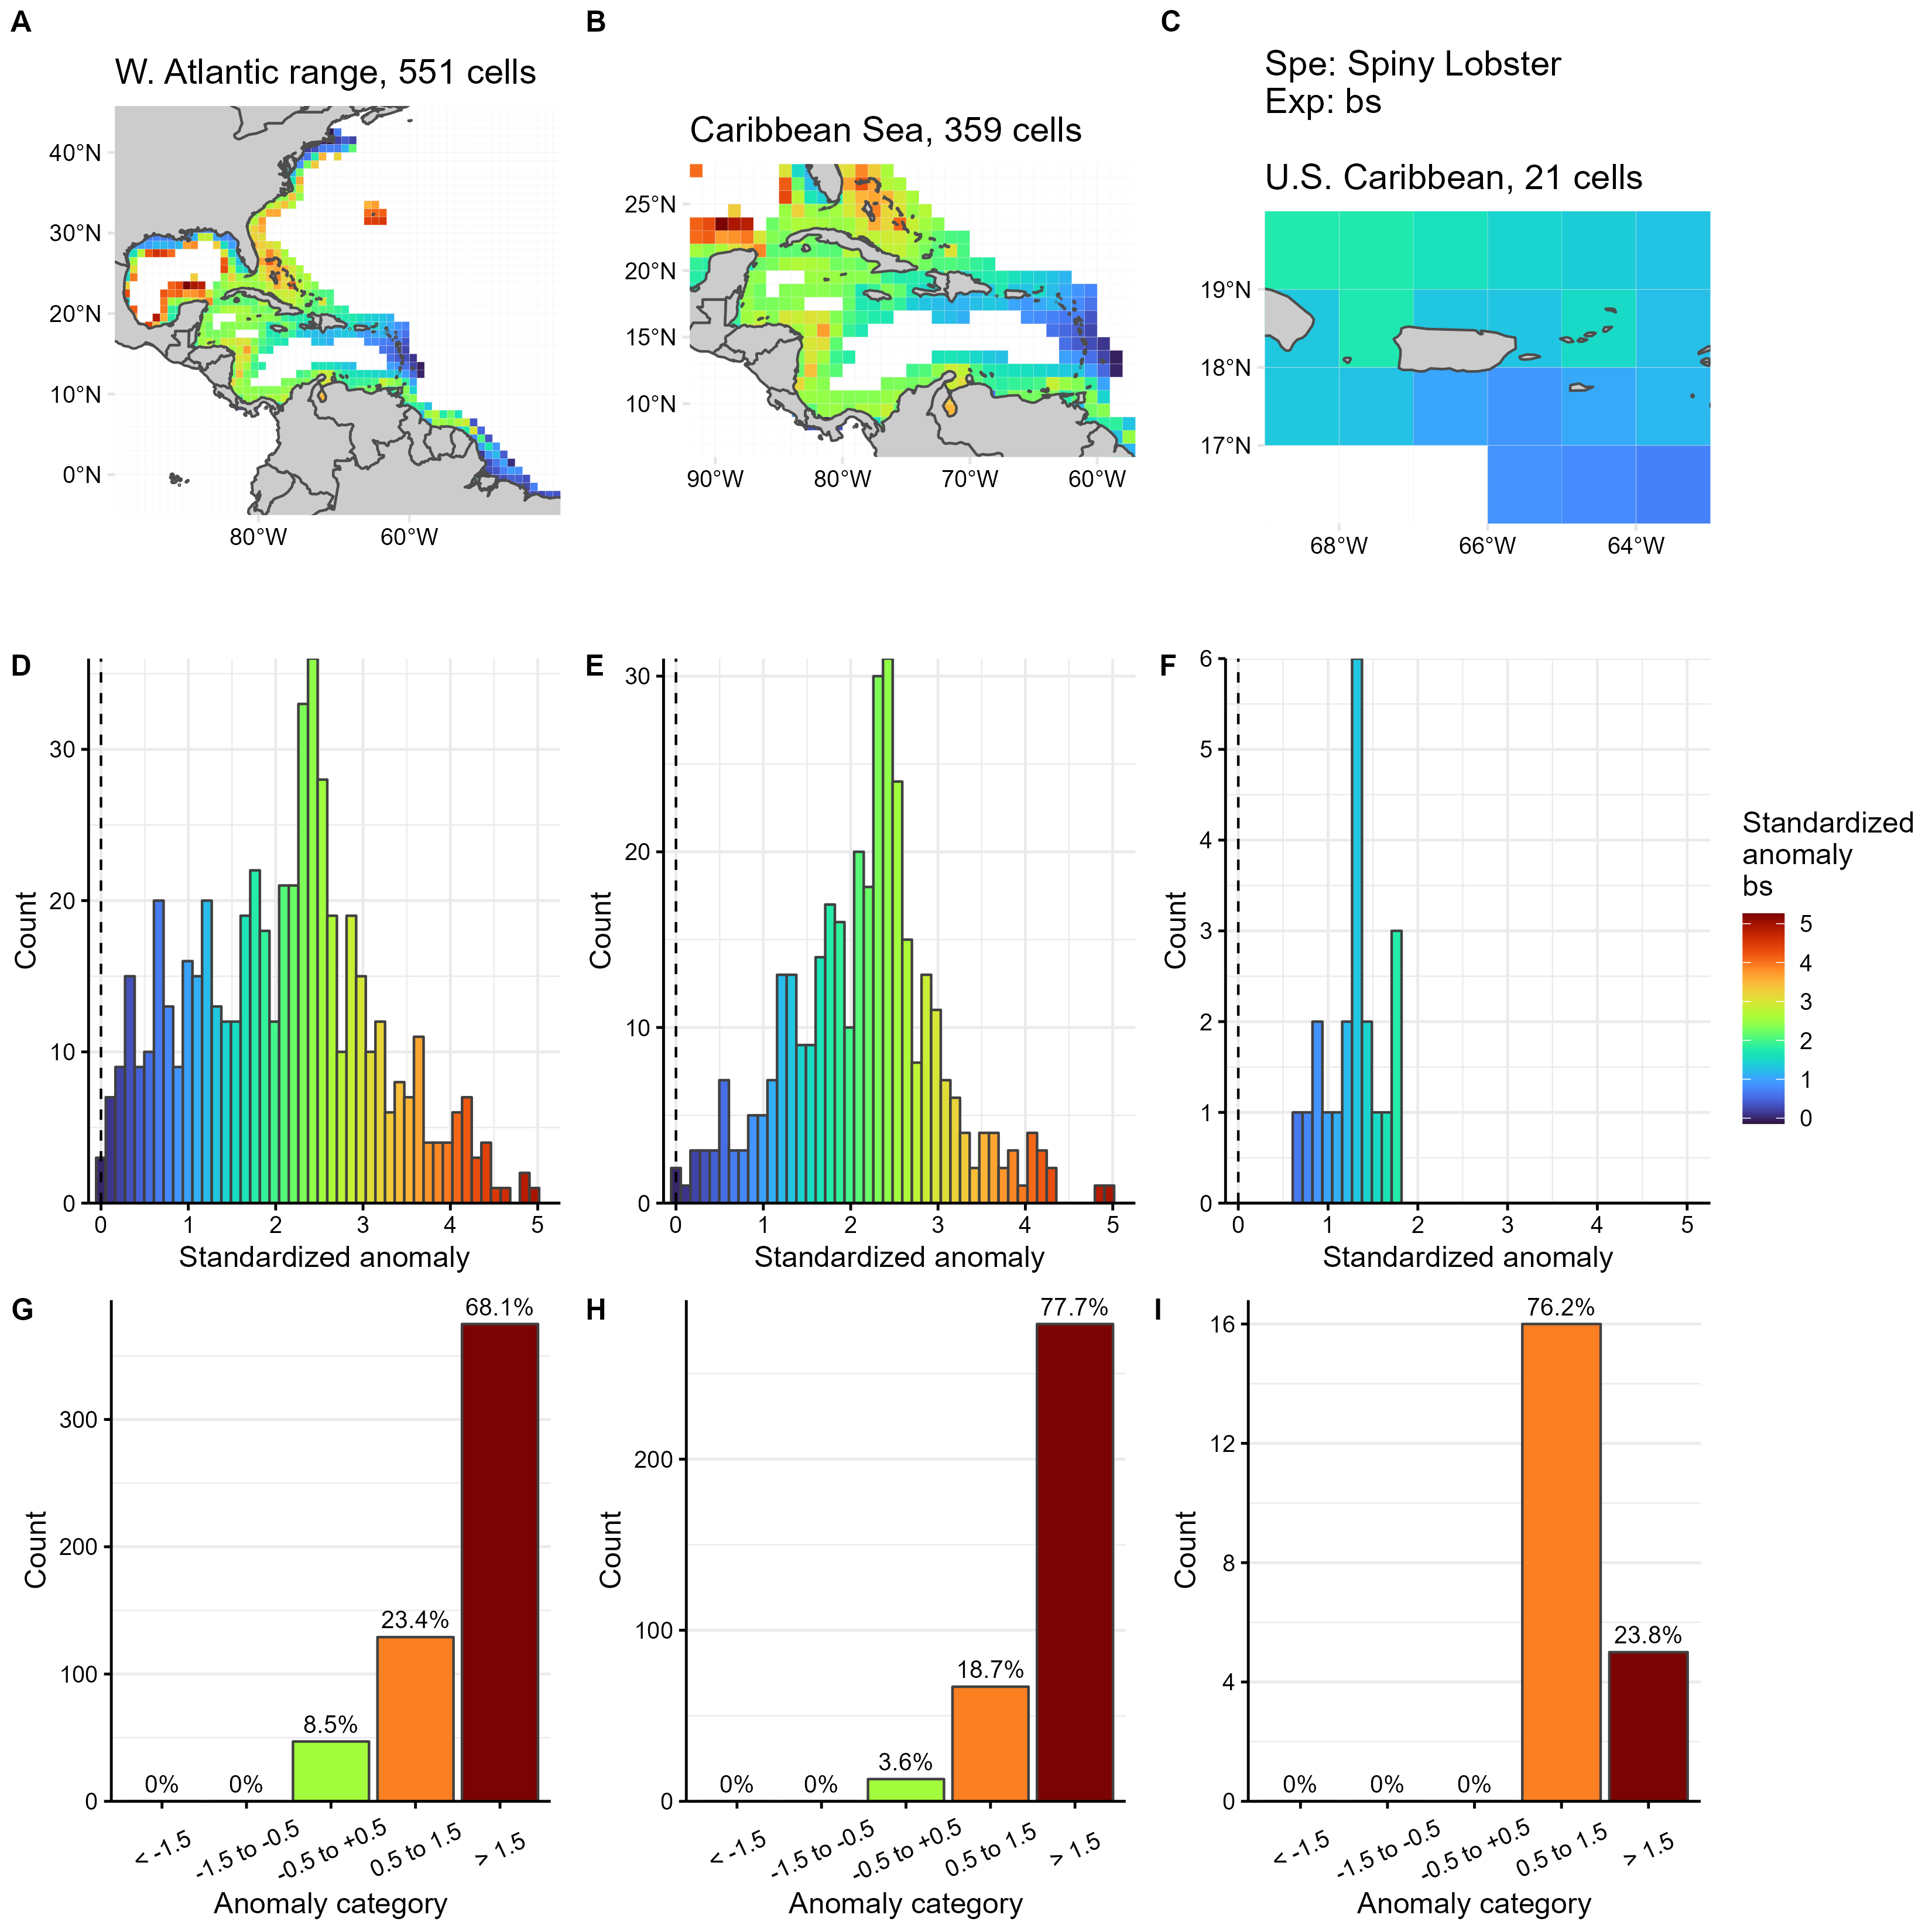 A
W. Atlantic range, 551 cells
40°N
30°N
20°N
10°N
0°N
80°W
60°W
B
Caribbean Sea, 359 cells
25°N
20°N
15°N
10°N
90°W
80°W
70°W
60°W
C
Spe: Spiny Lobster
Exp: bs
U.S. Caribbean, 21 cells
19°N
18°N
17°N
68°W
66°W
64°W
D
Count
30
20
10
0
0 1 2 3 4 5
Standardized anomaly
E
Count
30
20
10
0
0 1 2 3 4 5
Standardized anomaly
F
Count
6
5
4
3
2
1
0
0 1 2 3 4 5
Standardized anomaly
Standardized
anomaly
bs
5
4
3
2
1
0
G
Count
300
200
100
0
0%
0%
8.5%
23.4%
68.1%
< -1.5
-1.5 to -0.5
-0.5 to +0.5
0.5 to 1.5
> 1.5
Anomaly category
H
Count
200
100
0
0%
0%
3.6%
18.7%
77.7%
< -1.5
-1.5 to -0.5
-0.5 to +0.5
0.5 to 1.5
> 1.5
Anomaly category
I
Count
16
12
8
4
0
0%
0%
0%
76.2%
23.8%
< -1.5
-1.5 to -0.5
-0.5 to +0.5
0.5 to 1.5
> 1.5
Anomaly category